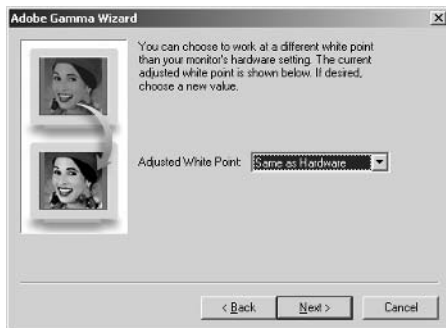 Adobe Gamma Wizard
You can choose to work at a different white point
than your monitor's hardware setting. The current
adjusted white point is shown below. If desired,
choose a new value.
Adjusted White Point: Same as Hardware
< Back Next > Cancel